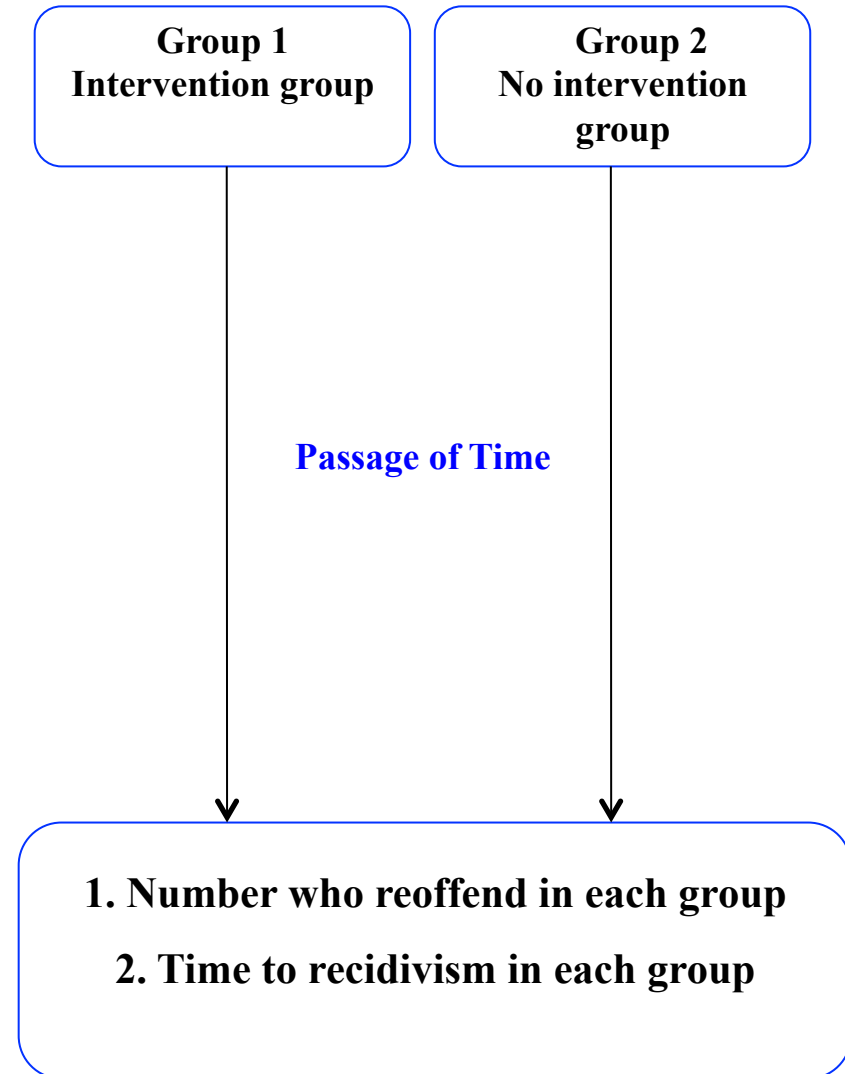 Group 1
Intervention group
Group 2
No intervention
group
Passage of Time
1. Number who reoffend in each group
2. Time to recidivism in each group